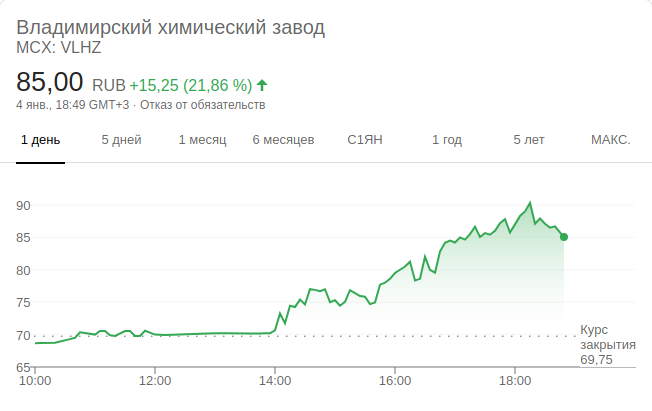 Владимирский химический завод
MCX: VLHZ
85,00 RUB +15,25 (21,86 %)
4 янв., 18:49 GMT+3 · Отказ от обязательств
1 день 5 дней 1 месяц 6 месяцев С1ЯН 1 год 5 лет МАКС.
90
85
80
75
70
65
Курс
закрытия
69,75
10:00 12:00 14:00 16:00 18:00